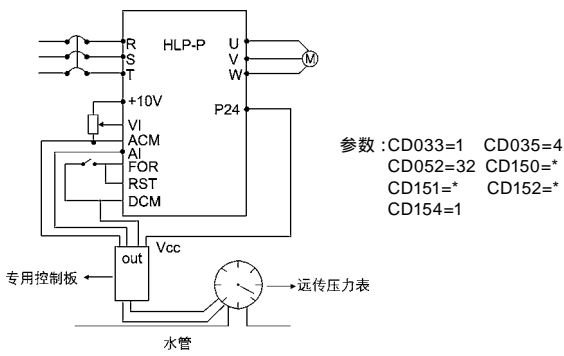 HLP-P
R
S
T
U
V
W
M
+10V
P24
VI
ACM
AI
FOR
RST
DCM
参数:CD033=1 CD035=4
CD052=32 CD150=*
CD151=* CD152=*
CD154=1
out
Vcc
专用控制板
远传压力表
水管